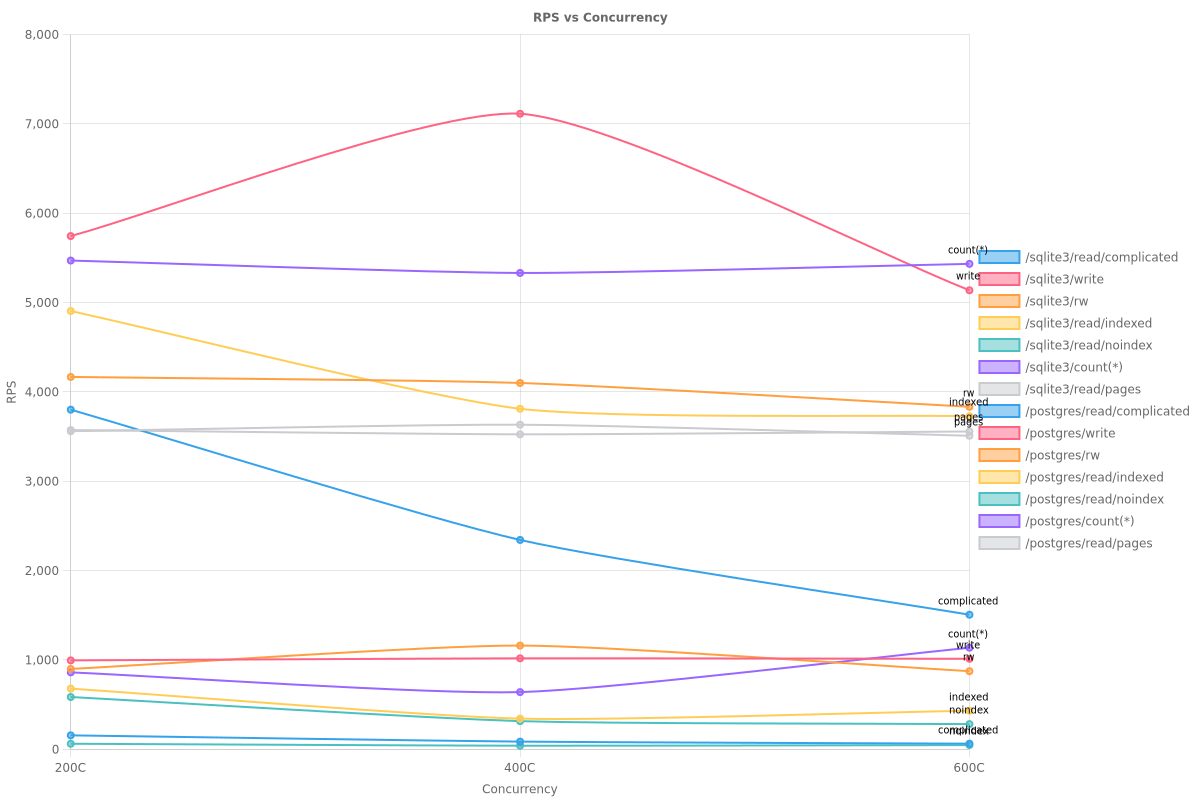 RPS vs Concurrency
8,000
7,000
6,000
5,000
4,000
3,000
2,000
1,000
0
RPS
200C
400C
600C
Concurrency
count(*)
write
rw
indexed
pages
pages
complicated
count(*)
write
rw
indexed
noindex
complicated
noindex
/sqlite3/read/complicated
/sqlite3/write
/sqlite3/rw
/sqlite3/read/indexed
/sqlite3/read/noindex
/sqlite3/count(*)
/sqlite3/read/pages
/postgres/read/complicated
/postgres/write
/postgres/rw
/postgres/read/indexed
/postgres/read/noindex
/postgres/count(*)
/postgres/read/pages